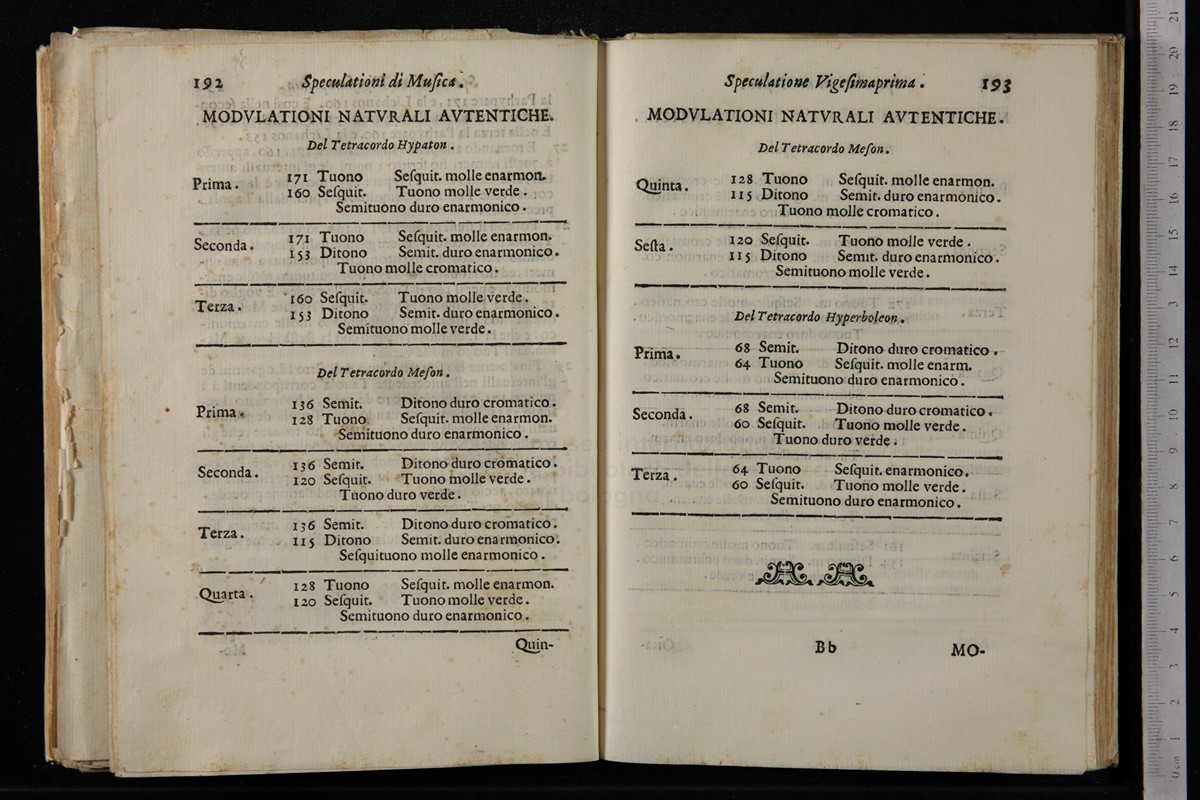 192 Speculationi di Muſica.
MODVLATIONI NATVRALI AVTENTICHE.
Del Tetracordo Hypaton.
Prima. 171 Tuono Seſquit. molle enarmon.
160 Seſquit. Tuono molle verde.
Semituono duro enarmonico.
Seconda. 171 Tuono Seſquit. molle enarmon.
153 Ditono Semit. duro enarmonico.
Tuono molle cromatico.
Terza. 160 Seſquit. Tuono molle verde.
153 Ditono Semit. duro enarmonico.
Semituono molle verde.
Del Tetracordo Meſon.
Prima. 136 Semit. Ditono duro cromatico.
128 Tuono Seſquit. molle enarmon.
Semituono duro enarmonico.
Seconda. 136 Semit. Ditono duro cromatico.
120 Seſquit. Tuono molle verde.
Tuono duro verde.
Terza. 136 Semit. Ditono duro cromatico.
115 Ditono Semit. duro enarmonico.
Seſquituono molle enarmonico.
Quarta. 128 Tuono Seſquit. molle enarmon.
120 Seſquit. Tuono molle verde.
Semituono duro enarmonico.
Quin-
Speculatione Vigeſimaprima. 193
MODVLATIONI NATVRALI AVTENTICHE.
Del Tetracordo Meſon.
Quinta. 128 Tuono Seſquit. molle enarmon.
115 Ditono Semit. duro enarmonico.
Tuono molle cromatico.
Seſta. 120 Seſquit. Tuono molle verde.
115 Ditono Semit. duro enarmonico.
Semituono molle verde.
Del Tetracordo Hyperboleon.
Prima. 68 Semit. Ditono duro cromatico.
64 Tuono Seſquit. molle enarm.
Semituono duro enarmonico.
Seconda. 68 Semit. Ditono duro cromatico.
60 Seſquit. Tuono molle verde.
Tuono duro verde.
Terza. 64 Tuono Seſquit. enarmonico.
60 Seſquit. Tuono molle verde.
Semituono duro enarmonico.
Bb MO-